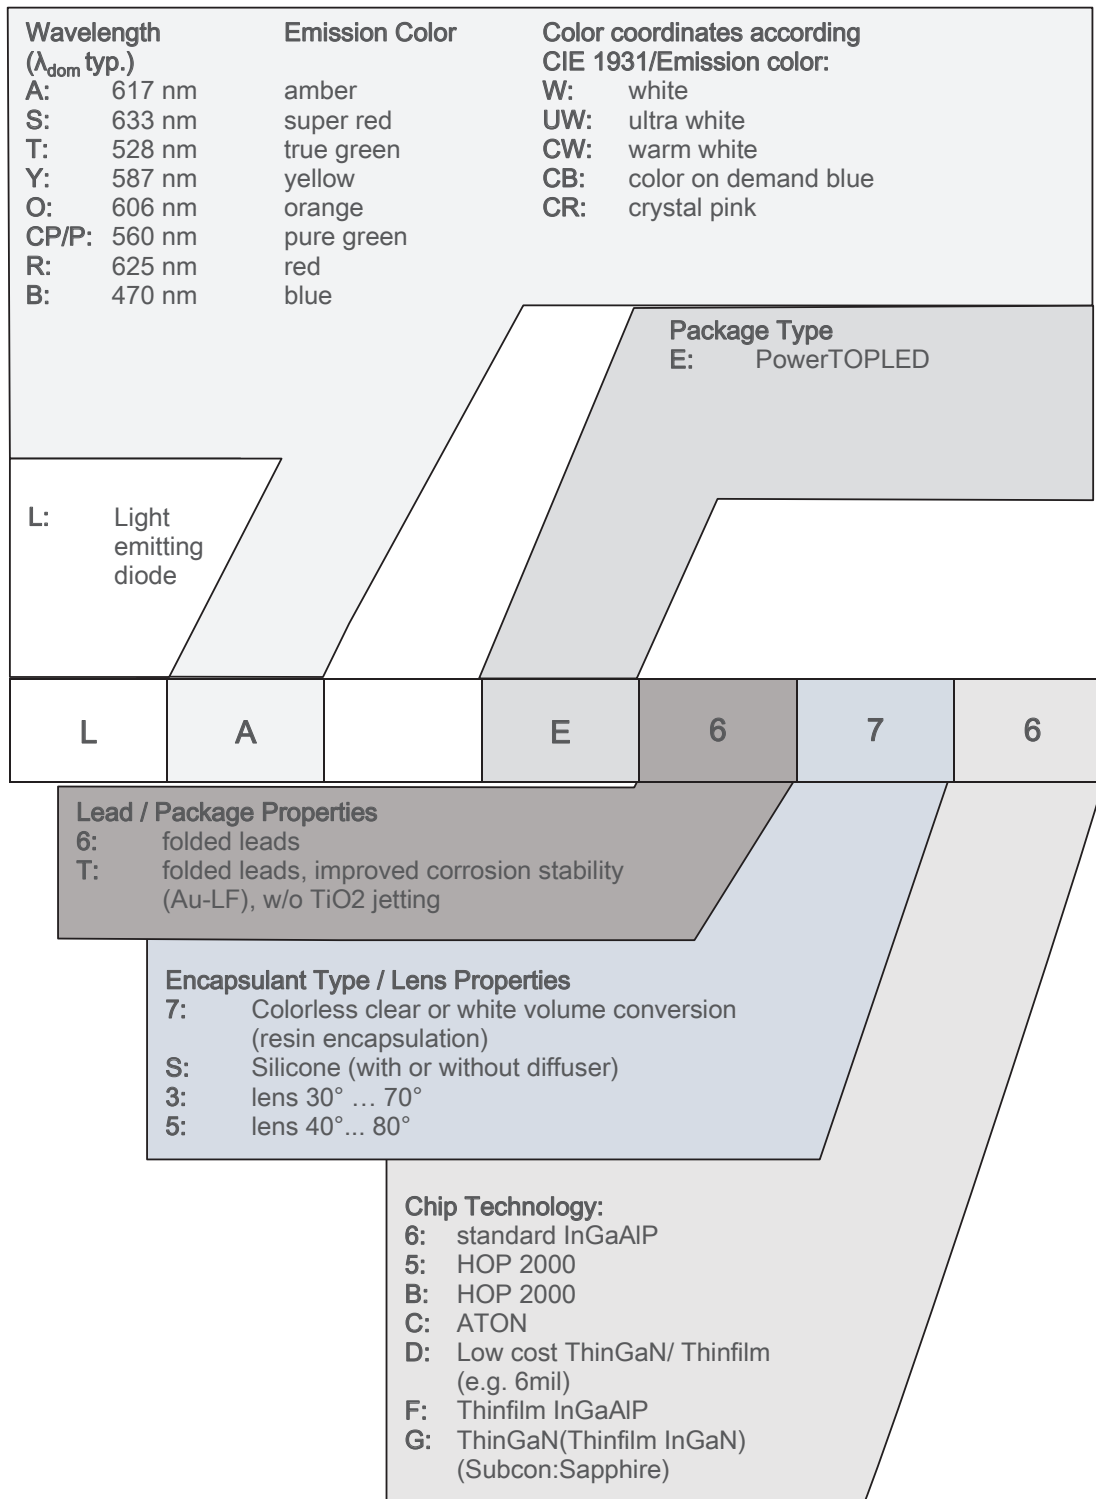 Wavelength Emission Color Color coordinates according
(λdom typ.) CIE 1931/Emission color:
A: 617 nm amber W: white
S: 633 nm super red UW: ultra white
T: 528 nm true green CW: warm white
Y: 587 nm yellow CB: color on demand blue
O: 606 nm orange CR: crystal pink
CP/P: 560 nm pure green
R: 625 nm red
B: 470 nm blue
Package Type
E: PowerTOPLED
L: Light
emitting
diode
L A E 6 7 6
Lead / Package Properties
6: folded leads
T: folded leads, improved corrosion stability
(Au-LF), w/o TiO2 jetting
Encapsulant Type / Lens Properties
7: Colorless clear or white volume conversion
(resin encapsulation)
S: Silicone (with or without diffuser)
3: lens 30° … 70°
5: lens 40°... 80°
Chip Technology:
6: standard InGaAlP
5: HOP 2000
B: HOP 2000
C: ATON
D: Low cost ThinGaN/ Thinfilm
(e.g. 6mil)
F: Thinfilm InGaAlP
G: ThinGaN(Thinfilm InGaN)
(Subcon:Sapphire)